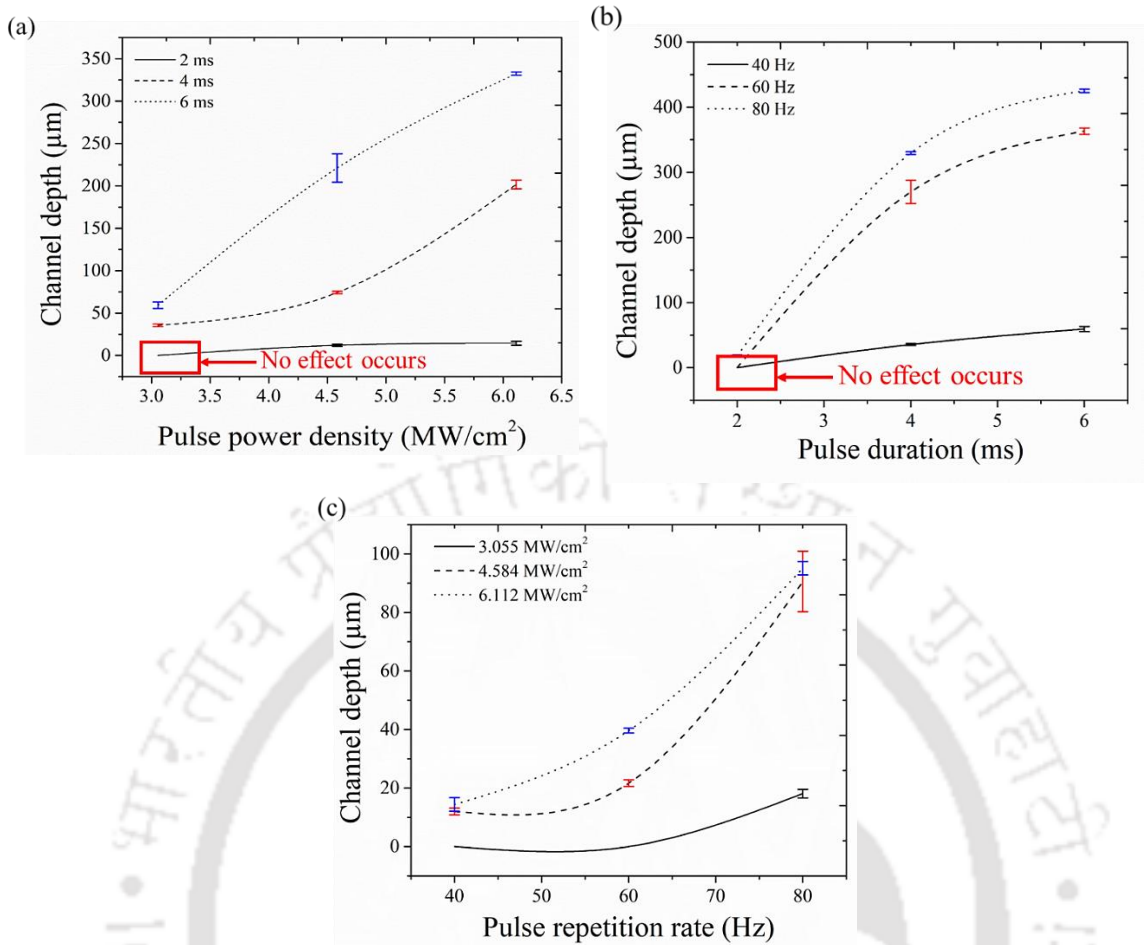 (a)
350
300
250
200
150
100
50
0
2 ms
4 ms
6 ms
No effect occurs
3.0 3.5 4.0 4.5 5.0 5.5 6.0 6.5
Pulse power density (MW/cm²)
Channel depth (μm)
(b)
500
400
300
200
100
0
40 Hz
60 Hz
80 Hz
No effect occurs
2 3 4 5 6
Pulse duration (ms)
Channel depth (μm)
(c)
100
80
60
40
20
0
3.055 MW/cm²
4.584 MW/cm²
6.112 MW/cm²
40 50 60 70 80
Pulse repetition rate (Hz)
Channel depth (μm)